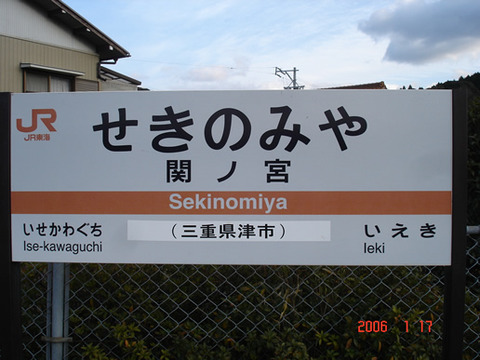 JR
JR東海
せきのみや
関ノ宮
Sekinomiya
いせかわぐち
Ise-kawaguchi
(三重県津市)
いえき
Ieki
2006 1 17